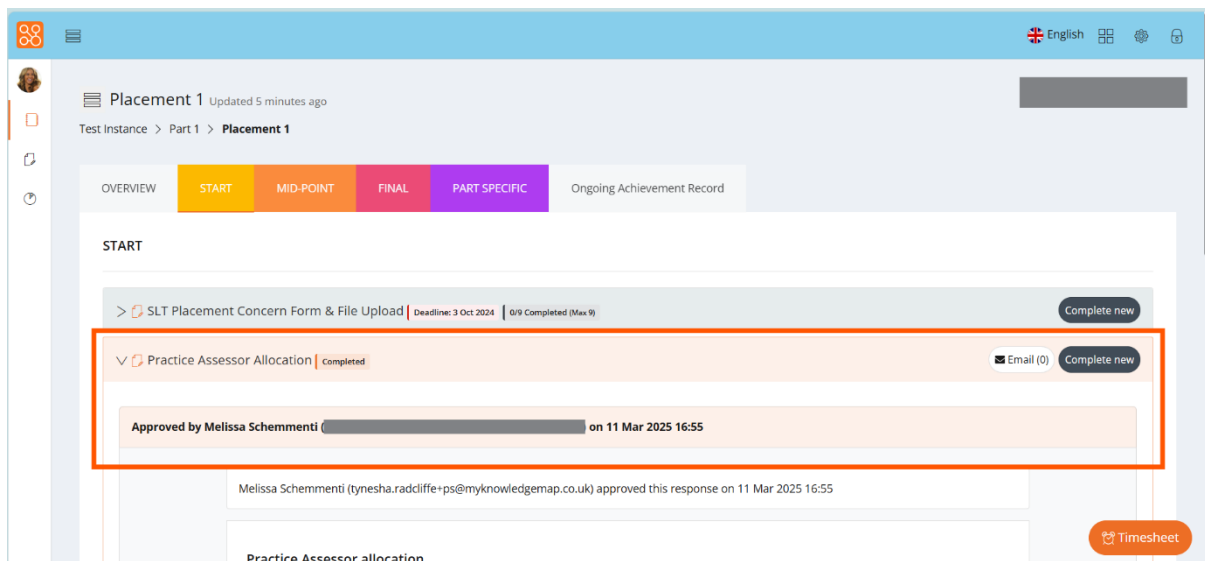 English
Placement 1 Updated 5 minutes ago
Test Instance > Part 1 > Placement 1
OVERVIEW START MID-POINT FINAL PART SPECIFIC Ongoing Achievement Record
START
SLT Placement Concern Form & File Upload Deadline: 3 Oct 2024 0/9 Completed (Max 9) Complete new
Practice Assessor Allocation Completed Email (0) Complete new
Approved by Melissa Schemmenti ( ) on 11 Mar 2025 16:55
Melissa Schemmenti (tynesha.radcliffe+ps@myknowledgemap.co.uk) approved this response on 11 Mar 2025 16:55
Timesheet
Practice Assessor allocation